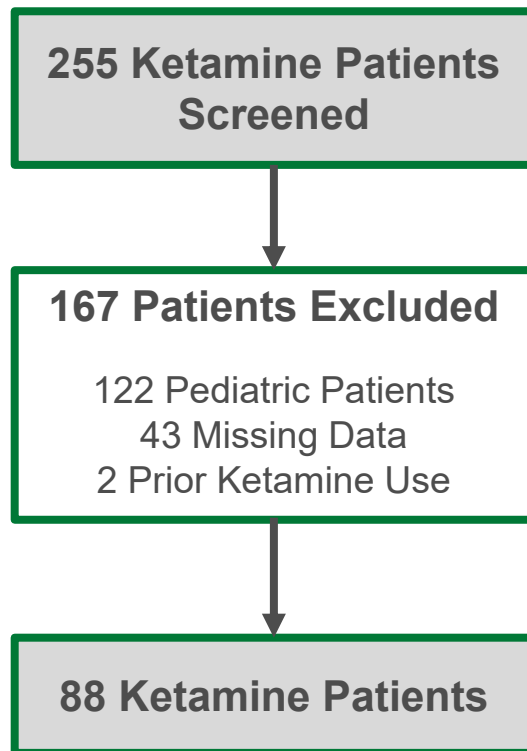 255 Ketamine Patients
Screened
167 Patients Excluded
122 Pediatric Patients
43 Missing Data
2 Prior Ketamine Use
88 Ketamine Patients